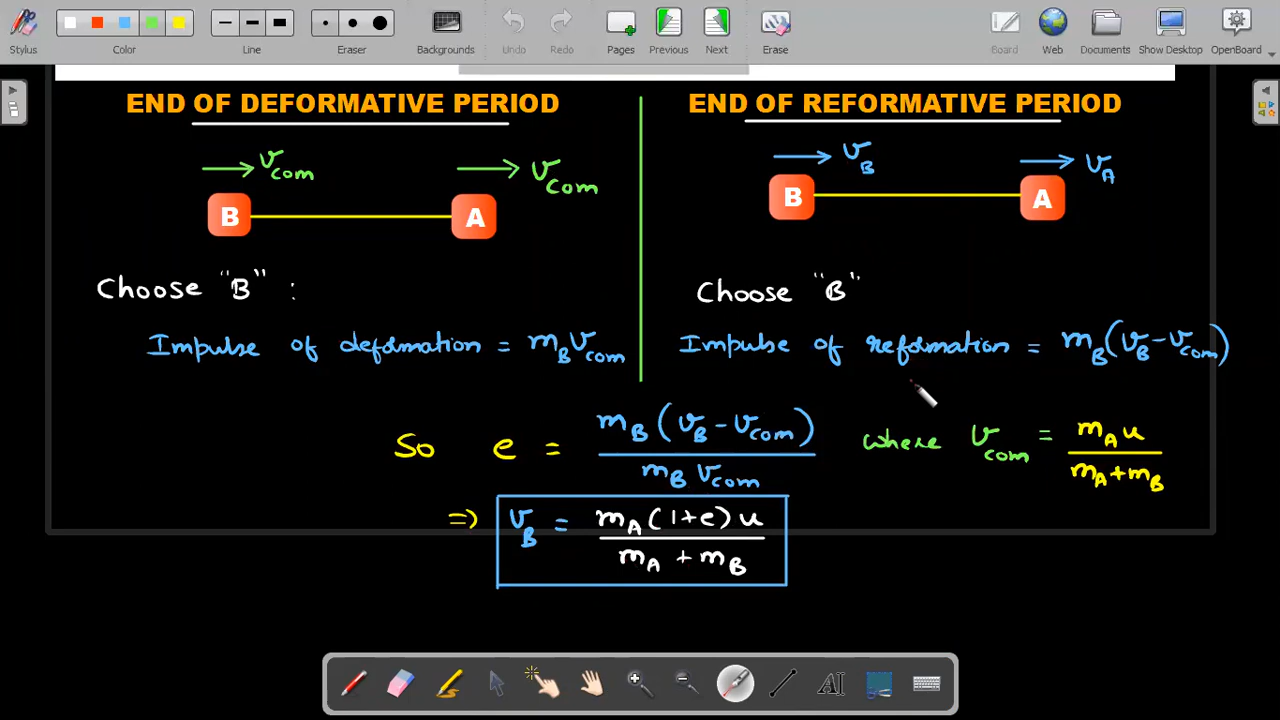 Stylus Color Line Eraser Backgrounds Undo Redo Pages Previous Next Erase Board Web Documents Show Desktop OpenBoard
END OF DEFORMATIVE PERIOD
v_com v_com
B A
Choose "B" :
Impulse of deformation = m_B v_com
END OF REFORMATIVE PERIOD
v_B v_A
B A
Choose "B"
Impulse of reformation = m_B (v_B - v_com)
So e = m_B (v_B - v_com) / m_B v_com where v_com = m_A u / m_A + m_B
⇒ v_B = m_A (1+e) u / m_A + m_B
AI